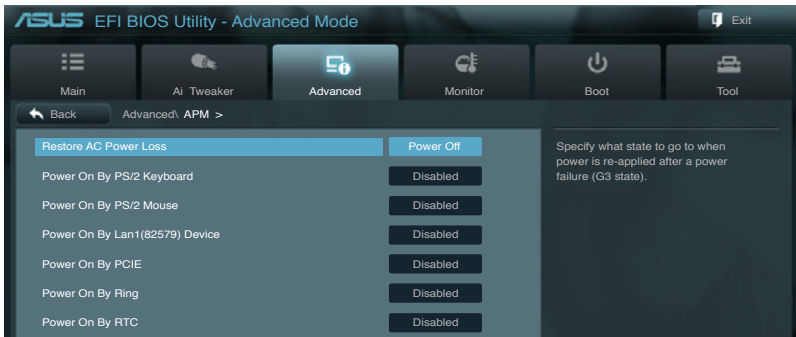 ASUS EFI BIOS Utility - Advanced Mode
Exit
Main
Ai Tweaker
Advanced
Monitor
Boot
Tool
Back
Advanced\ APM >
Restore AC Power Loss Power Off
Power On By PS/2 Keyboard Disabled
Power On By PS/2 Mouse Disabled
Power On By Lan1(82579) Device Disabled
Power On By PCIE Disabled
Power On By Ring Disabled
Power On By RTC Disabled
Specify what state to go to when
power is re-applied after a power
failure (G3 state).